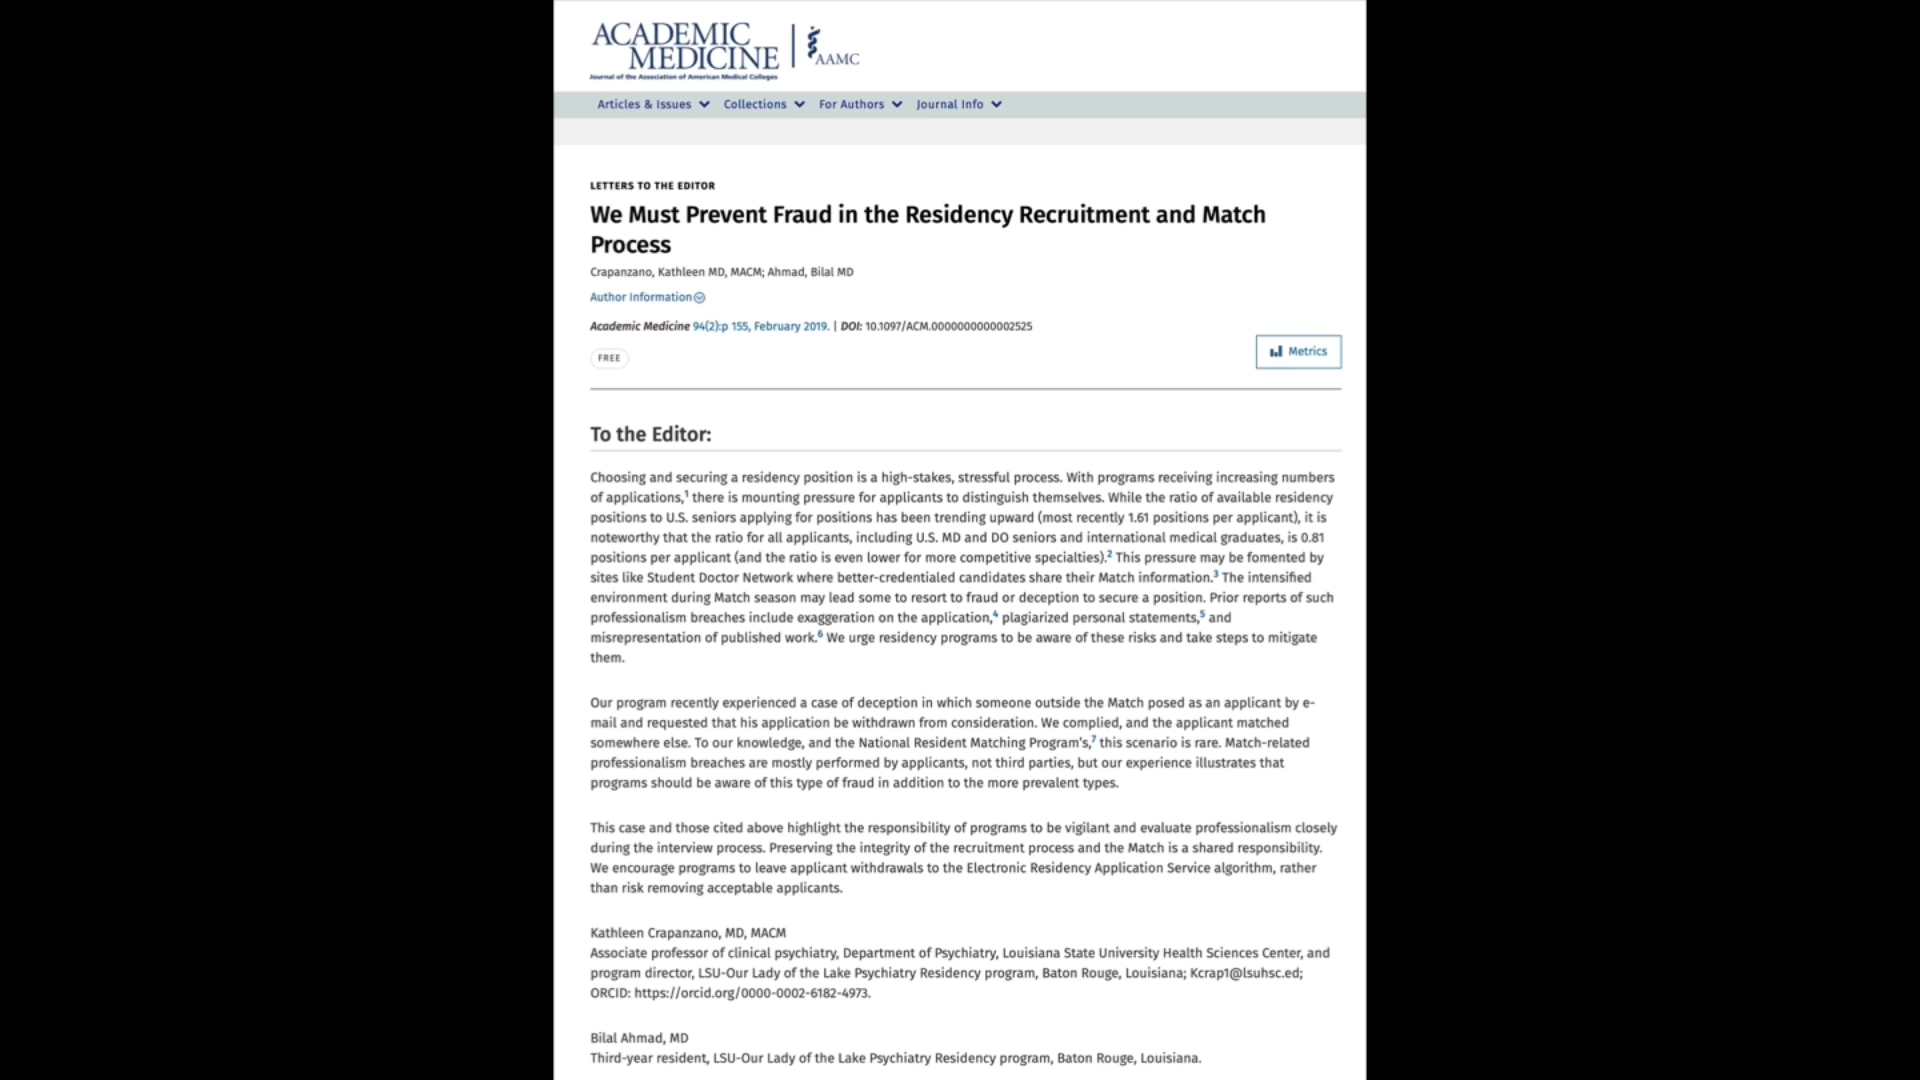 ACADEMIC
MEDICINE
AAMC
Journal of the Association of American Medical Colleges
Articles & Issues Collections For Authors Journal Info
LETTERS TO THE EDITOR
We Must Prevent Fraud in the Residency Recruitment and Match
Process
Crapanzano, Kathleen MD, MACM; Ahmad, Bilal MD
Author Information
Academic Medicine 94(2):p 155, February 2019. | DOI: 10.1097/ACM.0000000000002525
FREE
Metrics
To the Editor:
Choosing and securing a residency position is a high-stakes, stressful process. With programs receiving increasing numbers
of applications,1 there is mounting pressure for applicants to distinguish themselves. While the ratio of available residency
positions to U.S. seniors applying for positions has been trending upward (most recently 1.61 positions per applicant), it is
noteworthy that the ratio for all applicants, including U.S. MD and DO seniors and international medical graduates, is 0.81
positions per applicant (and the ratio is even lower for more competitive specialties).2 This pressure may be fomented by
sites like Student Doctor Network where better-credentialed candidates share their Match information.3 The intensified
environment during Match season may lead some to resort to fraud or deception to secure a position. Prior reports of such
professionalism breaches include exaggeration on the application,4 plagiarized personal statements,5 and
misrepresentation of published work.6 We urge residency programs to be aware of these risks and take steps to mitigate
them.
Our program recently experienced a case of deception in which someone outside the Match posed as an applicant by e-
mail and requested that his application be withdrawn from consideration. We complied, and the applicant matched
somewhere else. To our knowledge, and the National Resident Matching Program's,7 this scenario is rare. Match-related
professionalism breaches are mostly performed by applicants, not third parties, but our experience illustrates that
programs should be aware of this type of fraud in addition to the more prevalent types.
This case and those cited above highlight the responsibility of programs to be vigilant and evaluate professionalism closely
during the interview process. Preserving the integrity of the recruitment process and the Match is a shared responsibility.
We encourage programs to leave applicant withdrawals to the Electronic Residency Application Service algorithm, rather
than risk removing acceptable applicants.
Kathleen Crapanzano, MD, MACM
Associate professor of clinical psychiatry, Department of Psychiatry, Louisiana State University Health Sciences Center, and
program director, LSU-Our Lady of the Lake Psychiatry Residency program, Baton Rouge, Louisiana; Kcrap1@lsuhsc.ed;
ORCID: https://orcid.org/0000-0002-6182-4973.
Bilal Ahmad, MD
Third-year resident, LSU-Our Lady of the Lake Psychiatry Residency program, Baton Rouge, Louisiana.